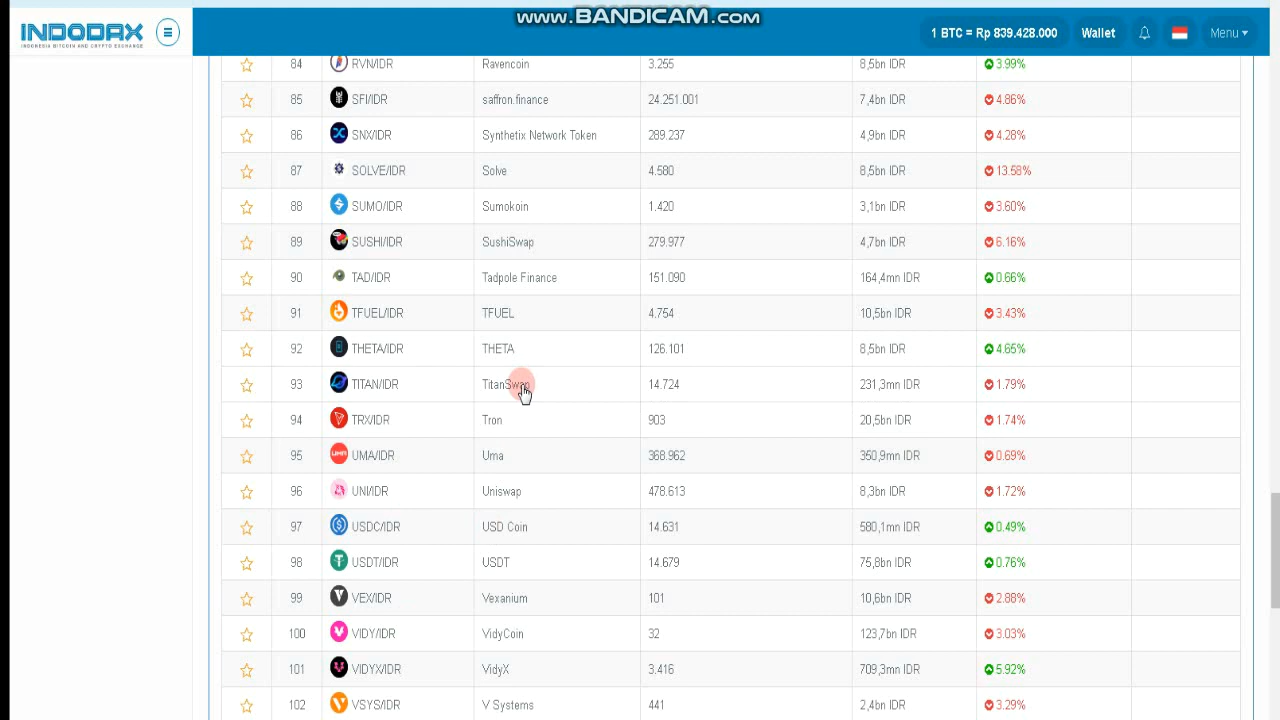 www.BANDICAM.com
INDODAX
INDONESIA BITCOIN AND CRYPTO EXCHANGE
1 BTC = Rp 839.428.000 Wallet Menu
84 RVN/IDR Ravencoin 3.255 8,5bn IDR 3.99%
85 SFI/IDR saffron.finance 24.251.001 7,4bn IDR 4.86%
86 SNX/IDR Synthetix Network Token 289.237 4,9bn IDR 4.28%
87 SOLVE/IDR Solve 4.580 8,5bn IDR 13.58%
88 SUMO/IDR Sumokoin 1.420 3,1bn IDR 3.60%
89 SUSHI/IDR SushiSwap 279.977 4,7bn IDR 6.16%
90 TAD/IDR Tadpole Finance 151.090 164,4mn IDR 0.66%
91 TFUEL/IDR TFUEL 4.754 10,5bn IDR 3.43%
92 THETA/IDR THETA 126.101 8,5bn IDR 4.65%
93 TITAN/IDR TitanSwap 14.724 231,3mn IDR 1.79%
94 TRX/IDR Tron 903 20,5bn IDR 1.74%
95 UMA/IDR Uma 368.962 350,9mn IDR 0.69%
96 UNI/IDR Uniswap 478.613 8,3bn IDR 1.72%
97 USDC/IDR USD Coin 14.631 580,1mn IDR 0.49%
98 USDT/IDR USDT 14.679 75,8bn IDR 0.76%
99 VEX/IDR Vexanium 101 10,6bn IDR 2.88%
100 VIDY/IDR VidyCoin 32 123,7bn IDR 3.03%
101 VIDYX/IDR VidyX 3.416 709,3mn IDR 5.92%
102 VSYS/IDR V Systems 441 2,4bn IDR 3.29%